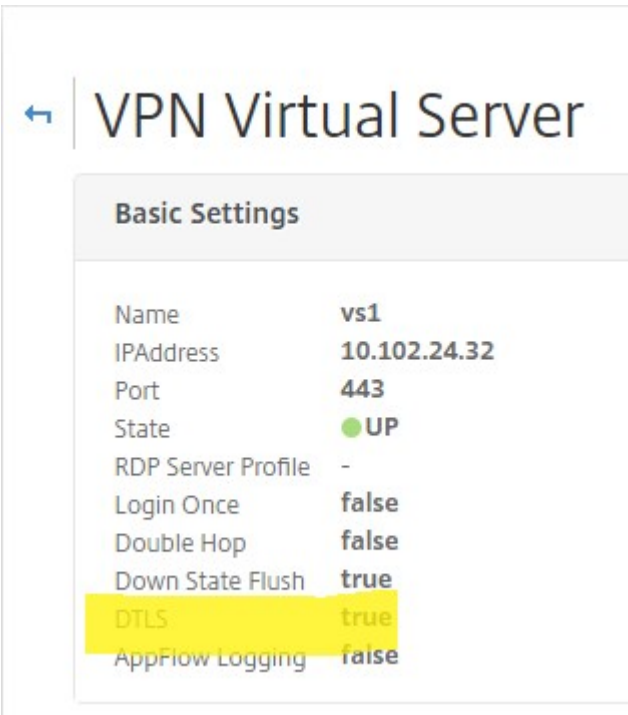 VPN Virtual Server
Basic Settings
Name vs1
IPAddress 10.102.24.32
Port 443
State UP
RDP Server Profile -
Login Once false
Double Hop false
Down State Flush true
DTLS true
AppFlow Logging false